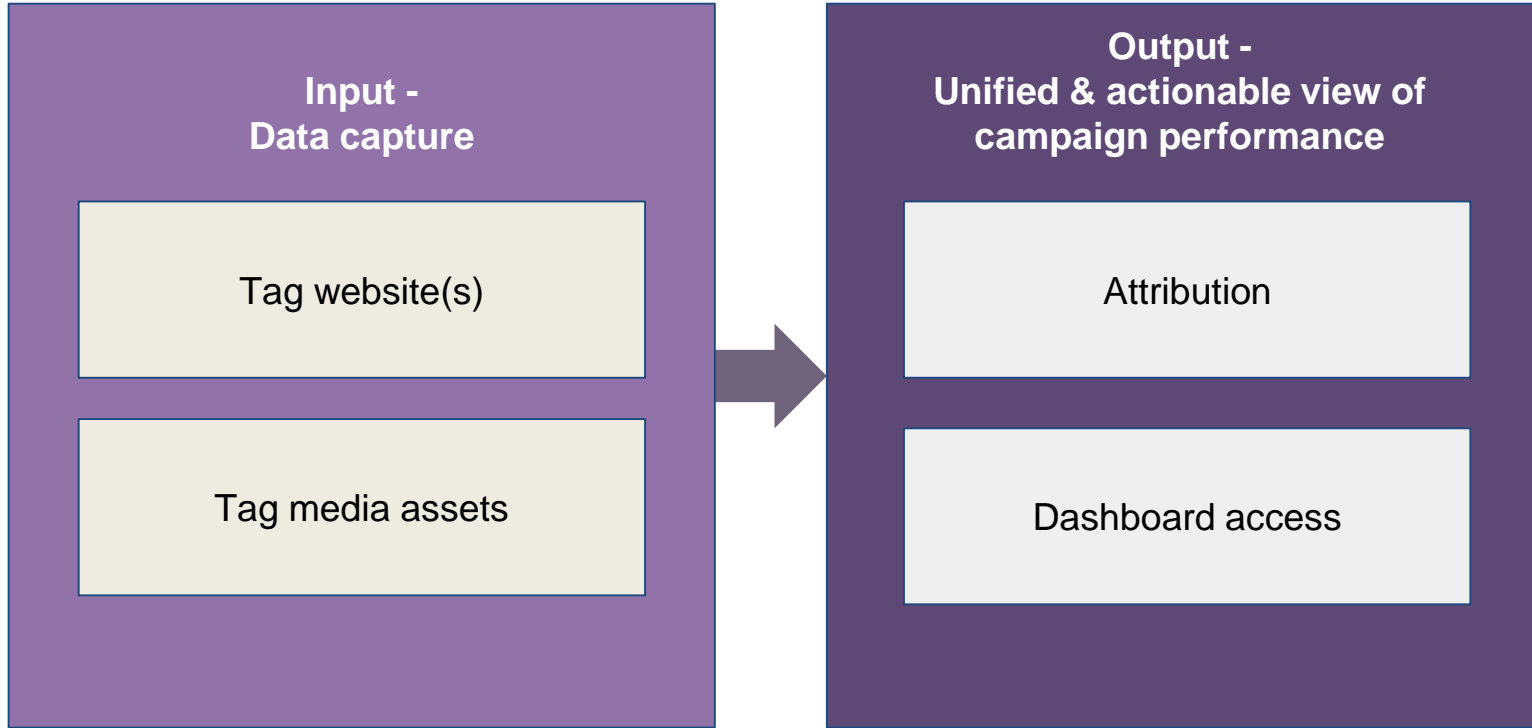 Input -
Data capture
Tag website(s)
Tag media assets
Output -
Unified & actionable view of
campaign performance
Attribution
Dashboard access